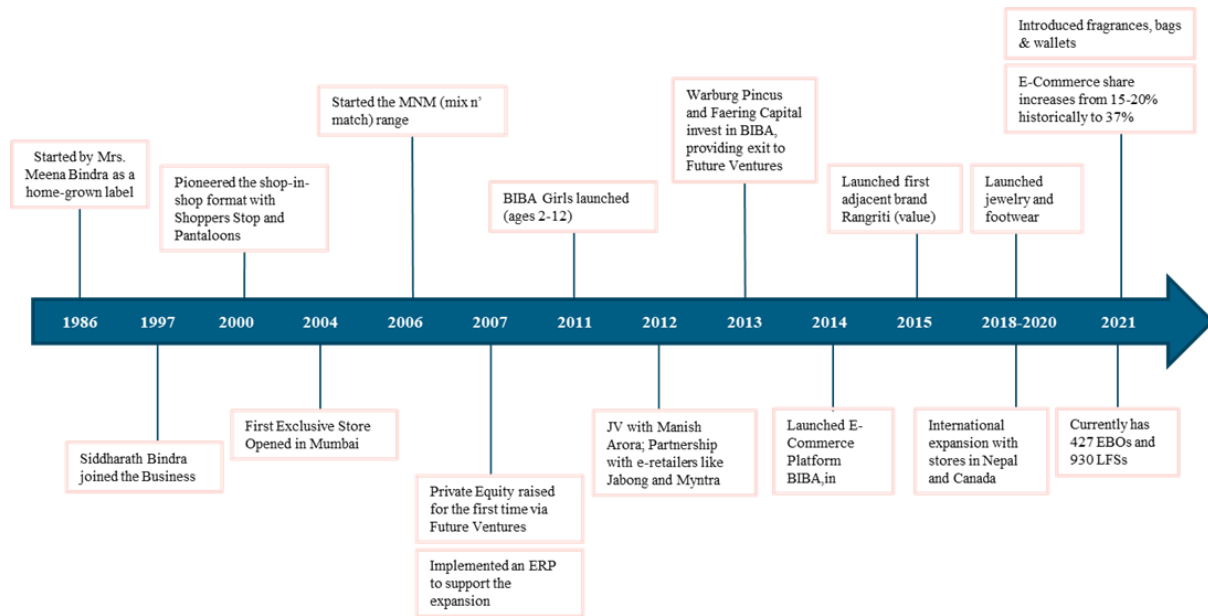 Introduced fragrances, bags
& wallets
E-Commerce share
increases from 15-20%
historically to 37%
Started the MNM (mix n'
match) range
Warburg Pincus
and Faering Capital
invest in BIBA,
providing exit to
Future Ventures
Started by Mrs.
Meena Bindra as a
home-grown label
Pioneered the shop-in-
shop format with
Shoppers Stop and
Pantaloons
BIBA Girls launched
(ages 2-12)
Launched first
adjacent brand
Rangriti (value)
Launched
jewelry and
footwear
1986 1997 2000 2004 2006 2007 2011 2012 2013 2014 2015 2018-2020 2021
Siddharath Bindra
joined the Business
First Exclusive Store
Opened in Mumbai
Private Equity raised
for the first time via
Future Ventures
Implemented an ERP
to support the
expansion
JV with Manish
Arora; Partnership
with e-retailers like
Jabong and Myntra
Launched E-
Commerce
Platform
BIBA,in
International
expansion with
stores in Nepal
and Canada
Currently has
427 EBOs and
930 LFSs